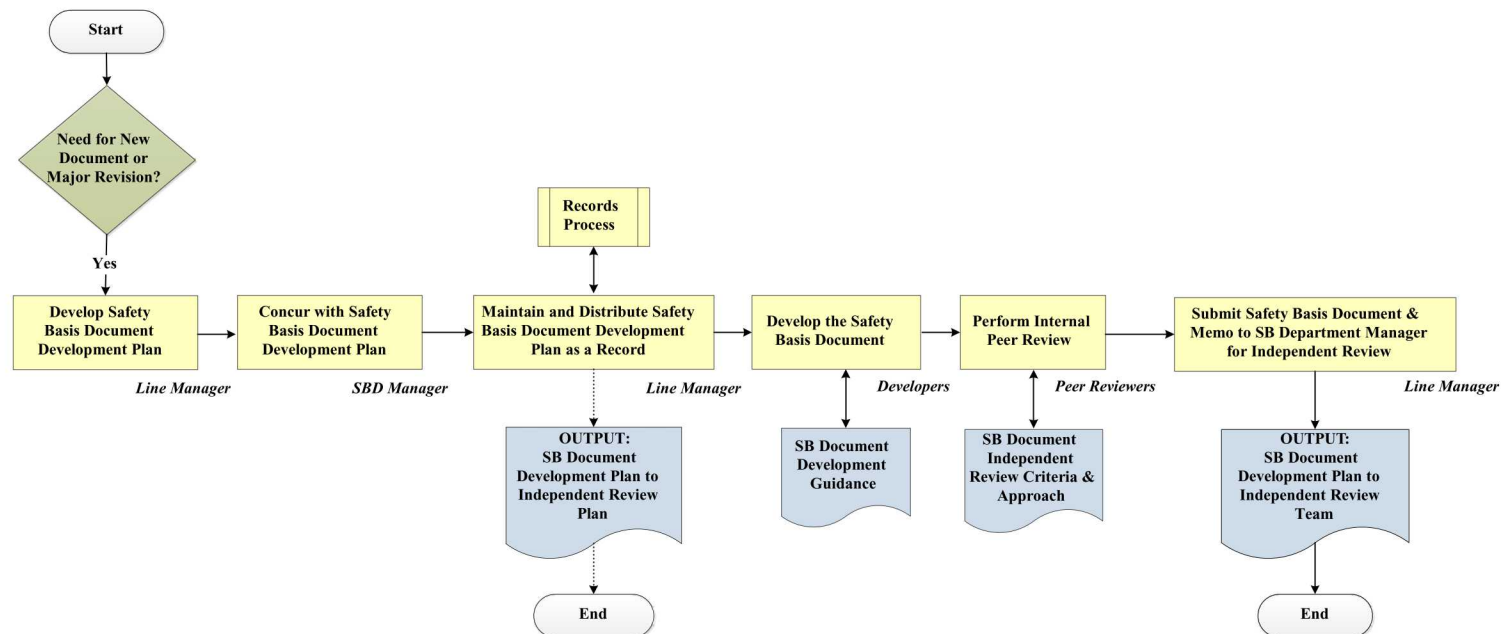 Start
Need for New
Document or
Major Revision?
Yes
Records
Process
Develop Safety
Basis Document
Development Plan
Line Manager
Concur with Safety
Basis Document
Development Plan
SBD Manager
Maintain and Distribute Safety
Basis Document Development
Plan as a Record
Line Manager
Develop the Safety
Basis Document
Developers
Perform Internal
Peer Review
Peer Reviewers
Submit Safety Basis Document &
Memo to SB Department Manager
for Independent Review
Line Manager
OUTPUT:
SB Document
Development Plan to
Independent Review
Plan
SB Document
Development
Guidance
SB Document
Independent
Review Criteria &
Approach
OUTPUT:
SB Document
Development Plan to
Independent Review
Team
End
End